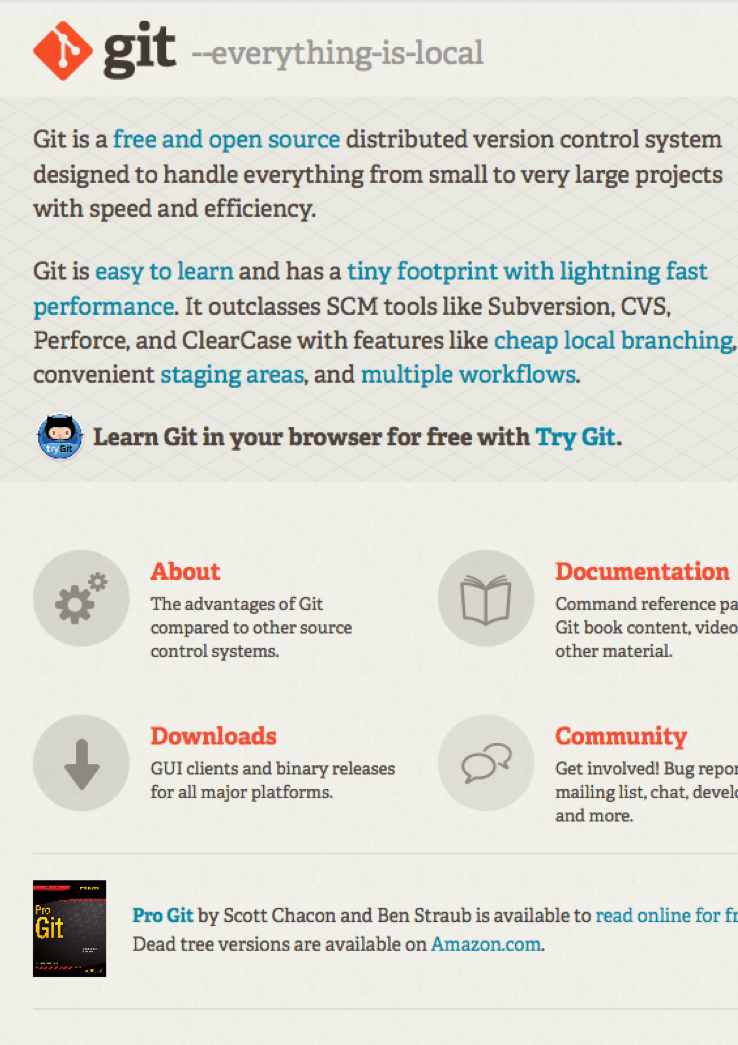 git --everything-is-local
Git is a free and open source distributed version control system
designed to handle everything from small to very large projects
with speed and efficiency.
Git is easy to learn and has a tiny footprint with lightning fast
performance. It outclasses SCM tools like Subversion, CVS,
Perforce, and ClearCase with features like cheap local branching,
convenient staging areas, and multiple workflows.
tryGit
Learn Git in your browser for free with Try Git.
About
The advantages of Git
compared to other source
control systems.
Documentation
Command reference pa
Git book content, video
other material.
Downloads
GUI clients and binary releases
for all major platforms.
Community
Get involved! Bug repor
mailing list, chat, develo
and more.
Pro
Git
Pro Git by Scott Chacon and Ben Straub is available to read online for fr
Dead tree versions are available on Amazon.com.